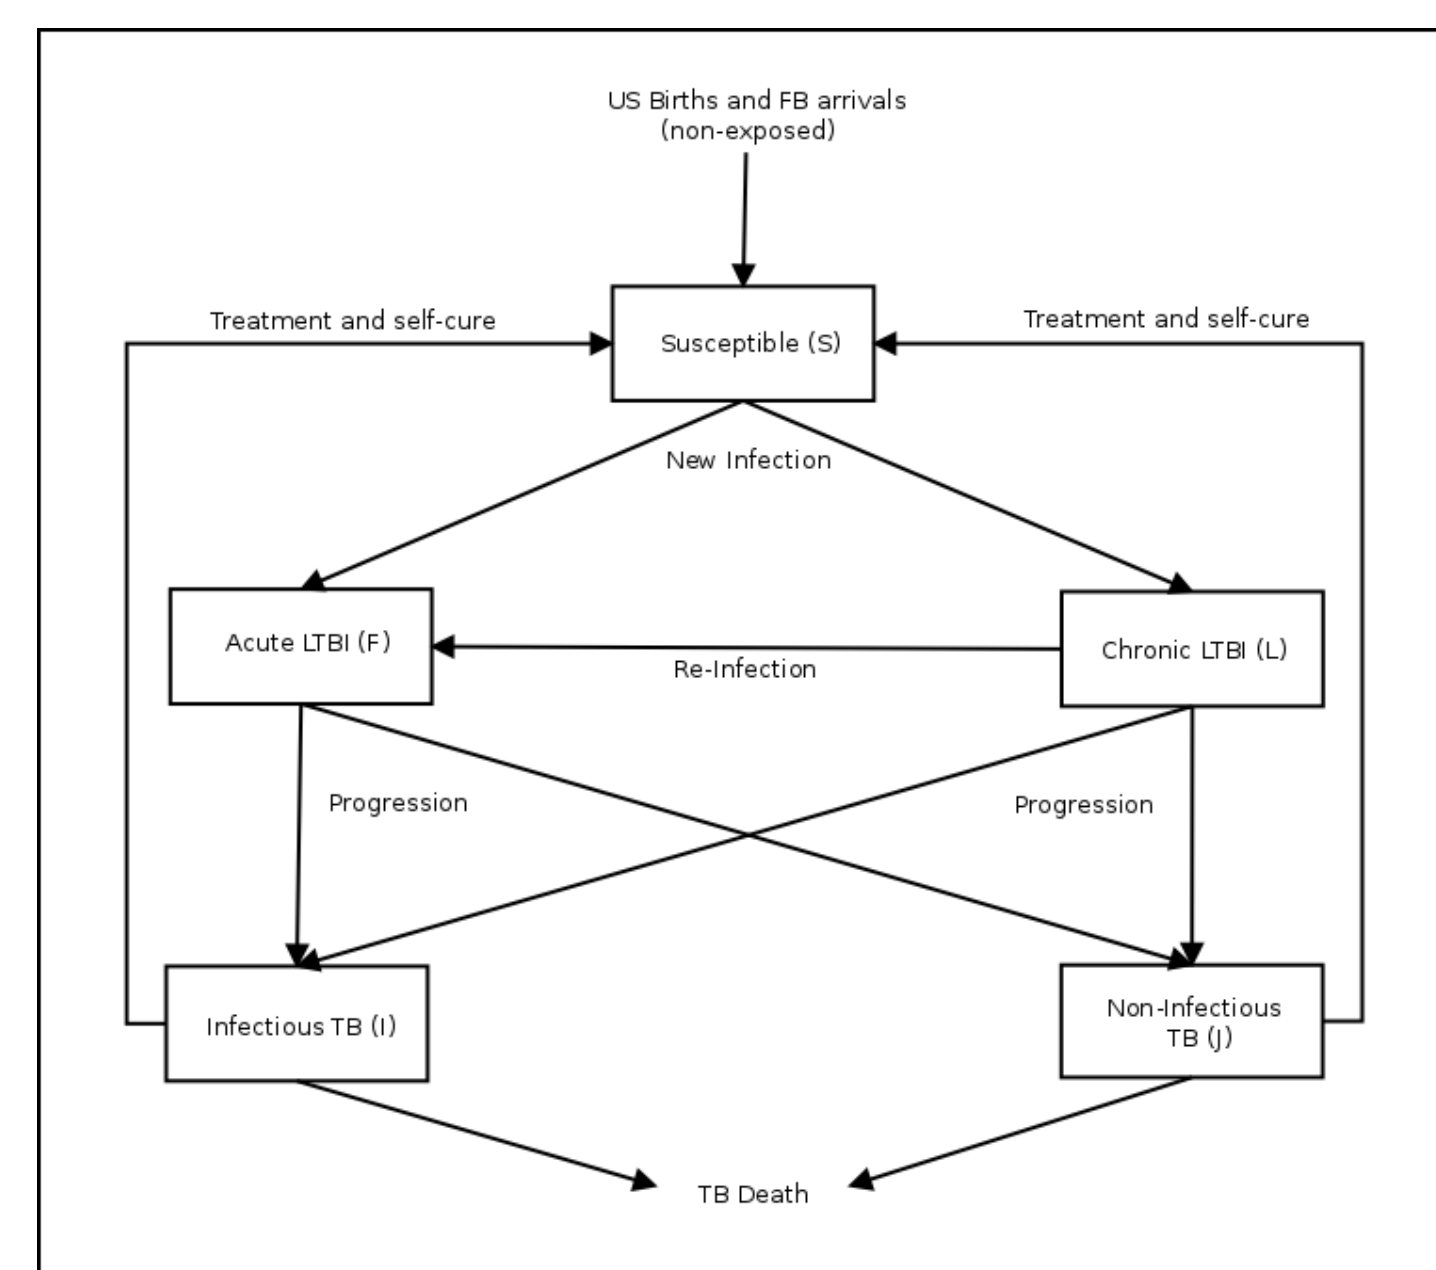 US Births and FB arrivals
(non-exposed)
Treatment and self-cure
Treatment and self-cure
Susceptible (S)
New Infection
Acute LTBI (F)
Chronic LTBI (L)
Re-Infection
Progression
Progression
Infectious TB (I)
Non-Infectious
TB (J)
TB Death